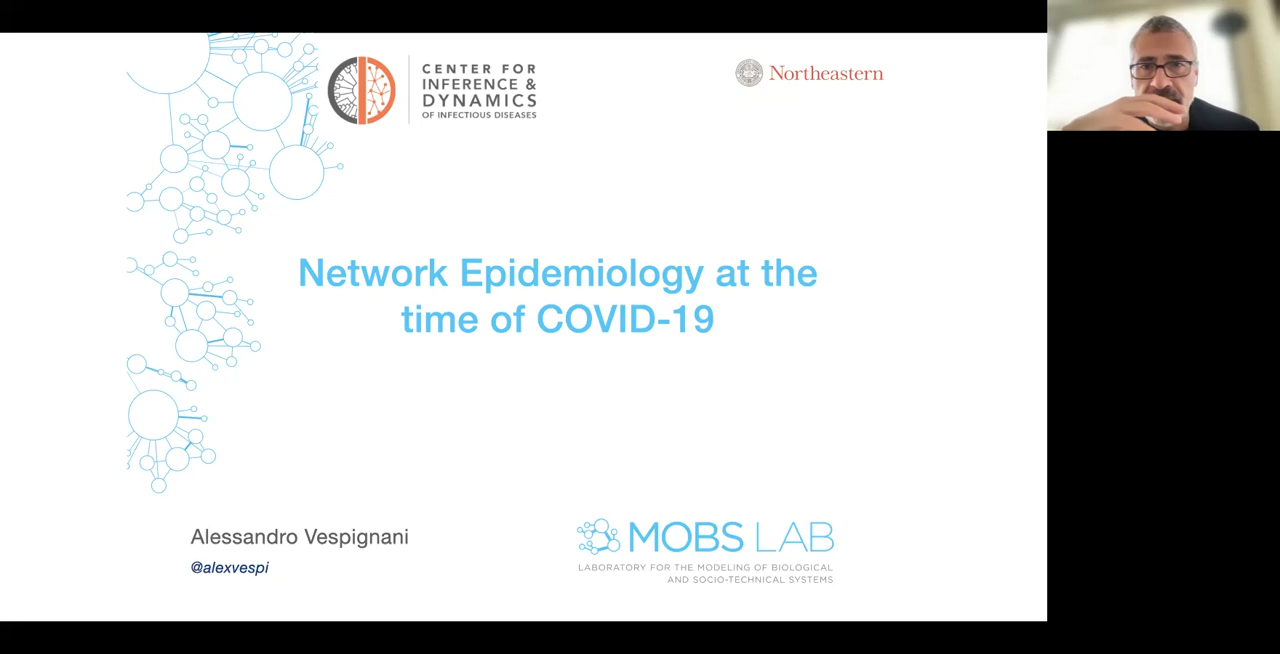 CENTER FOR
INFERENCE &
DYNAMICS
OF INFECTIOUS DISEASES
Northeastern
Network Epidemiology at the
time of COVID-19
Alessandro Vespignani
@alexvespi
MOBS LAB
LABORATORY FOR THE MODELING OF BIOLOGICAL
AND SOCIO-TECHNICAL SYSTEMS